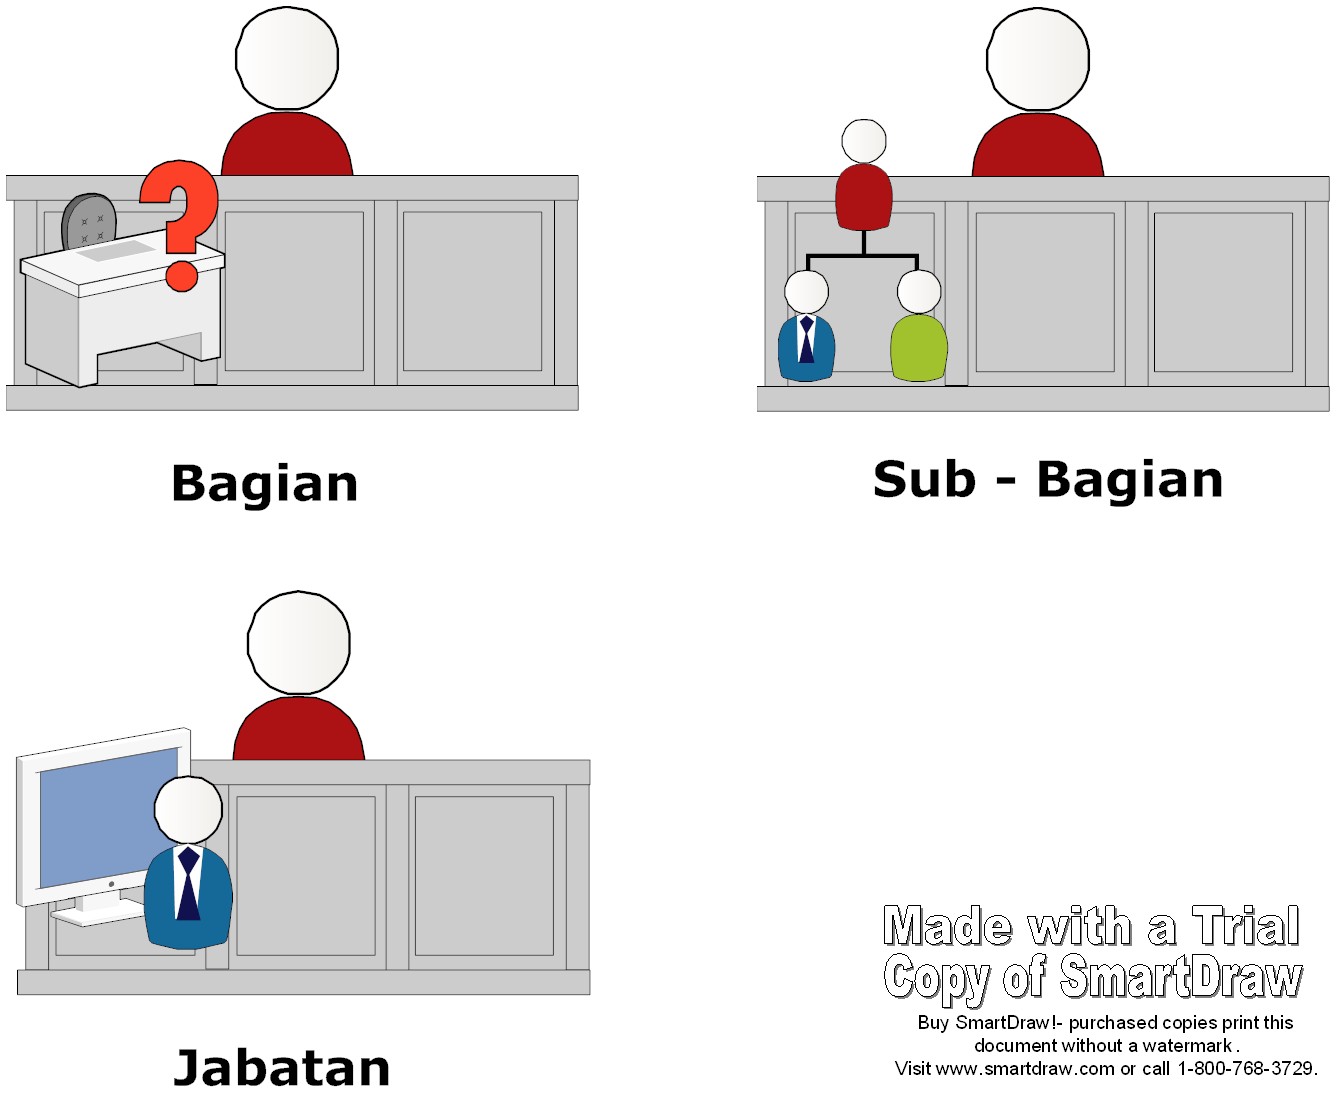 ?
Bagian
Sub - Bagian
Jabatan
Made with a Trial
Copy of SmartDraw
Buy SmartDraw!- purchased copies print this
document without a watermark .
Visit www.smartdraw.com or call 1-800-768-3729.